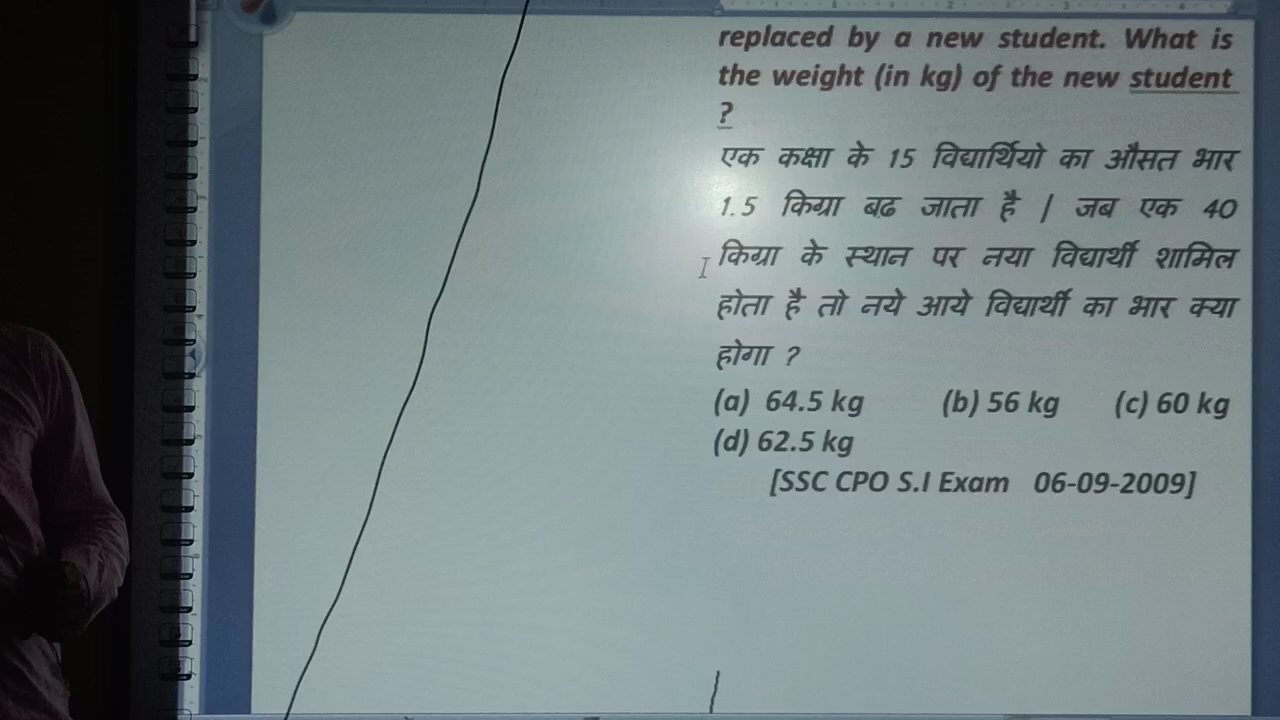 replaced by a new student. What is
the weight (in kg) of the new student
?
एक कक्षा के 15 विद्यार्थियो का औसत भार
1.5 किग्रा बढ जाता है | जब एक 40
किग्रा के स्थान पर नया विद्यार्थी शामिल
होता है तो नये आये विद्यार्थी का भार क्या
होगा ?
(a) 64.5 kg (b) 56 kg (c) 60 kg
(d) 62.5 kg
[SSC CPO S.I Exam 06-09-2009]